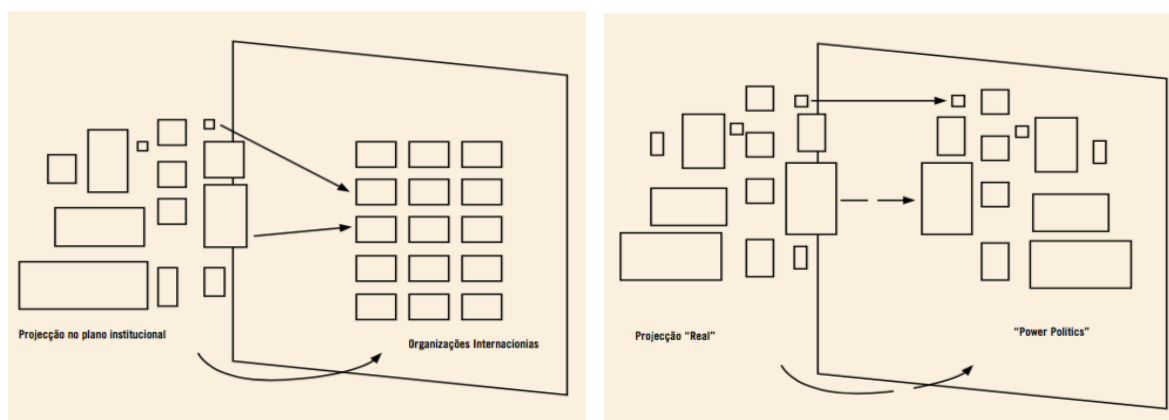 Projecção no plano institucional
Organizações Internacionias
Projecção "Real"
"Power Politics"